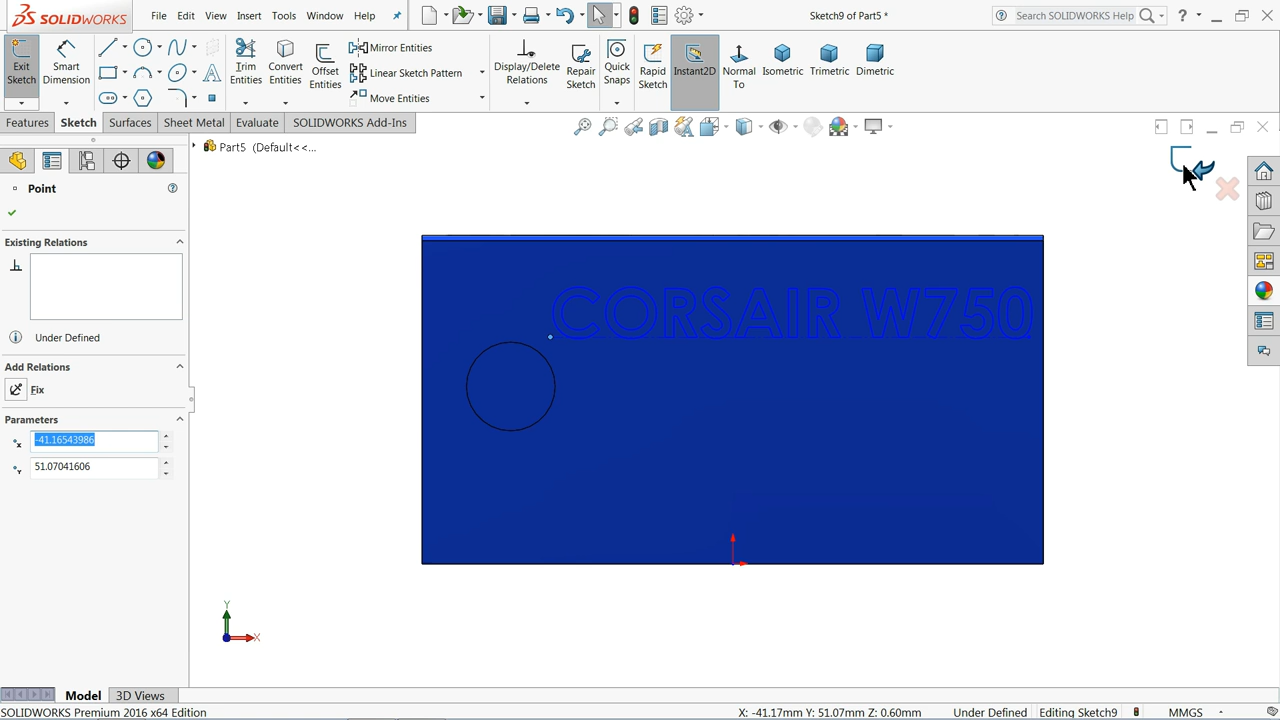 SOLIDWORKS
File Edit View Insert Tools Window Help
Sketch9 of Part5 *
Search SOLIDWORKS Help
Exit Sketch
Smart Dimension
Trim Entities
Convert Entities
Offset Entities
Mirror Entities
Linear Sketch Pattern
Move Entities
Display/Delete Relations
Repair Sketch
Quick Snaps
Rapid Sketch
Instant2D
Normal To
Isometric
Trimetric
Dimetric
Features Sketch Surfaces Sheet Metal Evaluate SOLIDWORKS Add-Ins
Part5 (Default<<...
Point
Existing Relations
Under Defined
Add Relations
Fix
Parameters
-41.16543986
51.07041606
CORSAIR W750
Y
X
Model 3D Views
SOLIDWORKS Premium 2016 x64 Edition
X: -41.17mm Y: 51.07mm Z: 0.60mm Under Defined Editing Sketch9 MMGS